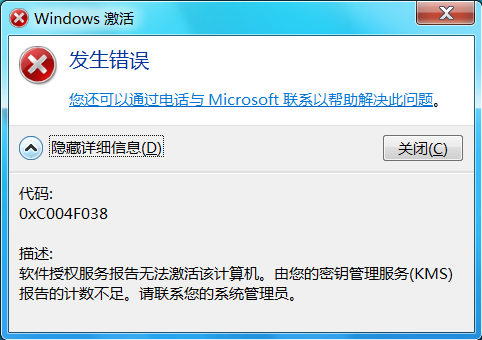 Windows 激活
发生错误
您还可以通过电话与 Microsoft 联系以帮助解决此问题。
隐藏详细信息(D)
关闭(C)
代码:
0xC004F038
描述:
软件授权服务报告无法激活该计算机。由您的密钥管理服务(KMS)
报告的计数不足。请联系您的系统管理员。